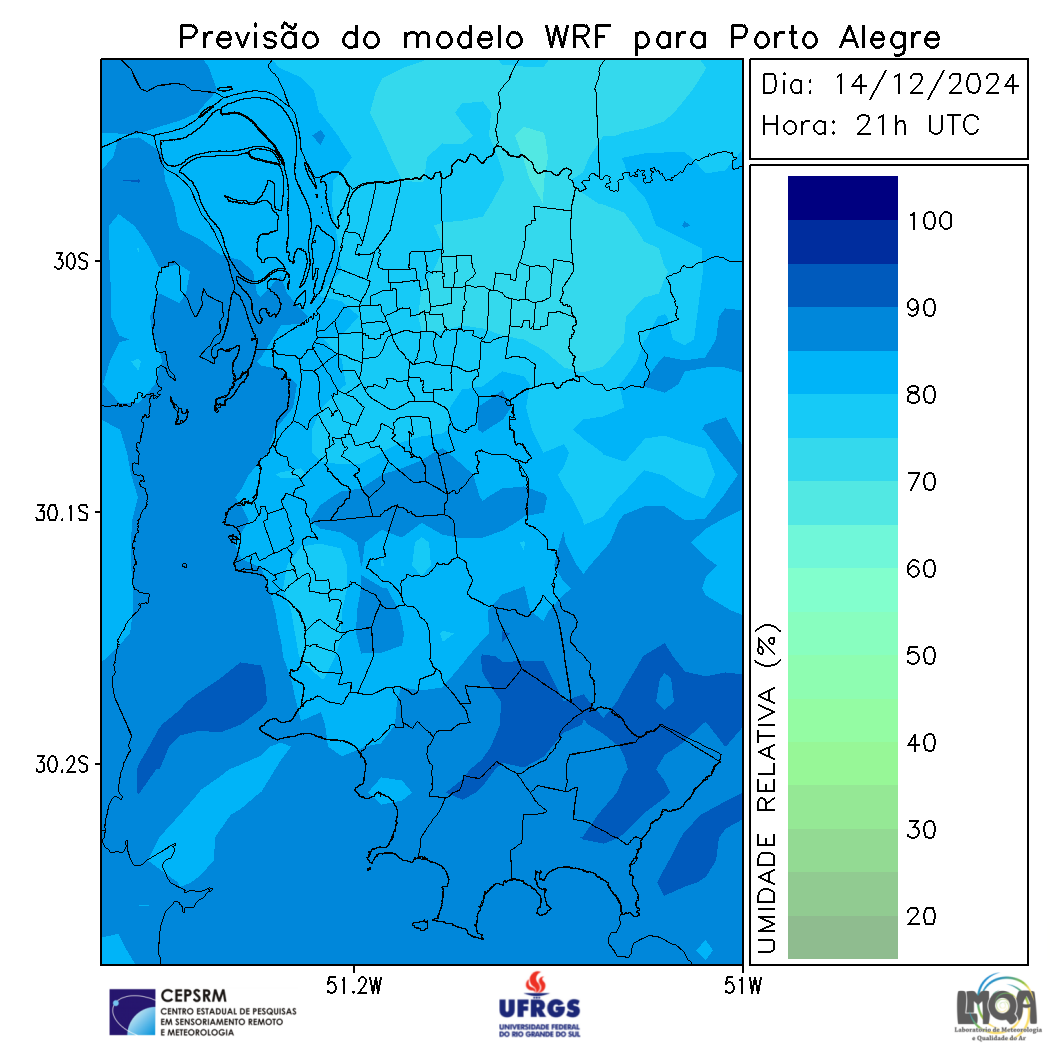 Previsão do modelo WRF para Porto Alegre
Dia: 14/12/2024
Hora: 21h UTC
100
90
80
70
60
50
40
30
20
UMIDADE RELATIVA (%)
30S
30.1S
30.2S
51.2W
51W
CEPSRM
CENTRO ESTADUAL DE PESQUISAS
EM SENSORIAMENTO REMOTO
E METEOROLOGIA
UFRGS
UNIVERSIDADE FEDERAL
DO RIO GRANDE DO SUL
LMQA
Laboratório de Meteorologia
e Qualidade do Ar